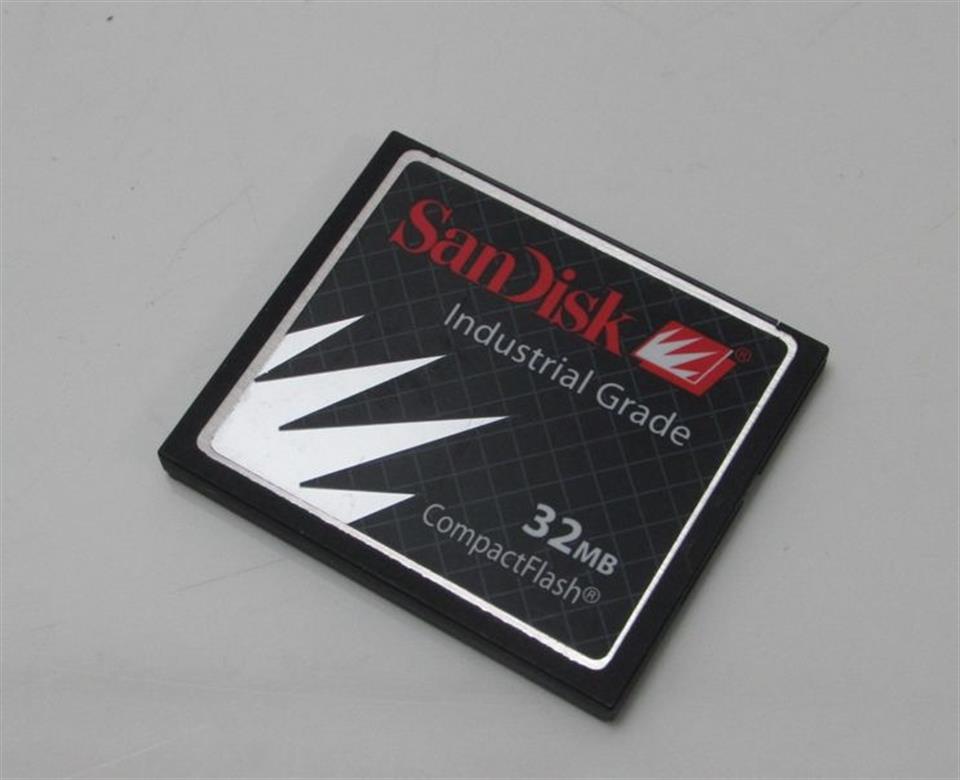 SanDisk®
Industrial Grade
32MB
CompactFlash®